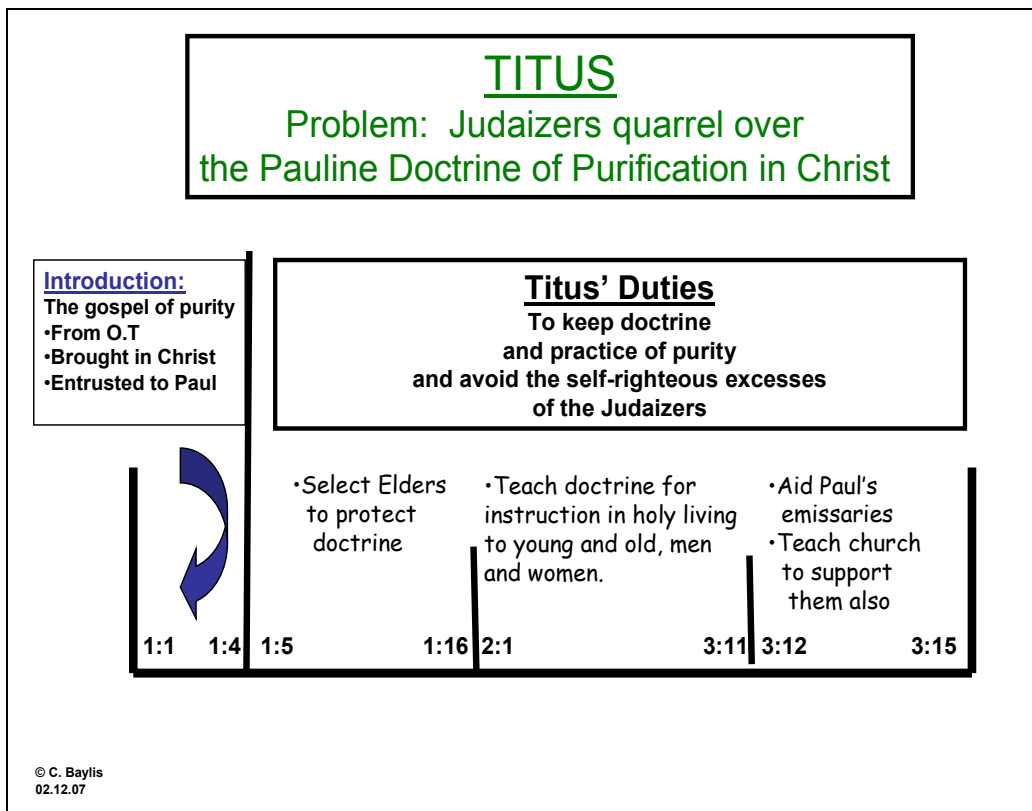 TITUS
Problem: Judaizers quarrel over
the Pauline Doctrine of Purification in Christ
Introduction:
The gospel of purity
•From O.T
•Brought in Christ
•Entrusted to Paul
Titus’ Duties
To keep doctrine
and practice of purity
and avoid the self-righteous excesses
of the Judaizers
•Select Elders
to protect
doctrine
•Teach doctrine for
instruction in holy living
to young and old, men
and women.
•Aid Paul’s
emissaries
•Teach church
to support
them also
1:1 1:4 1:5 1:16 2:1 3:11 3:12 3:15
© C. Baylis
02.12.07